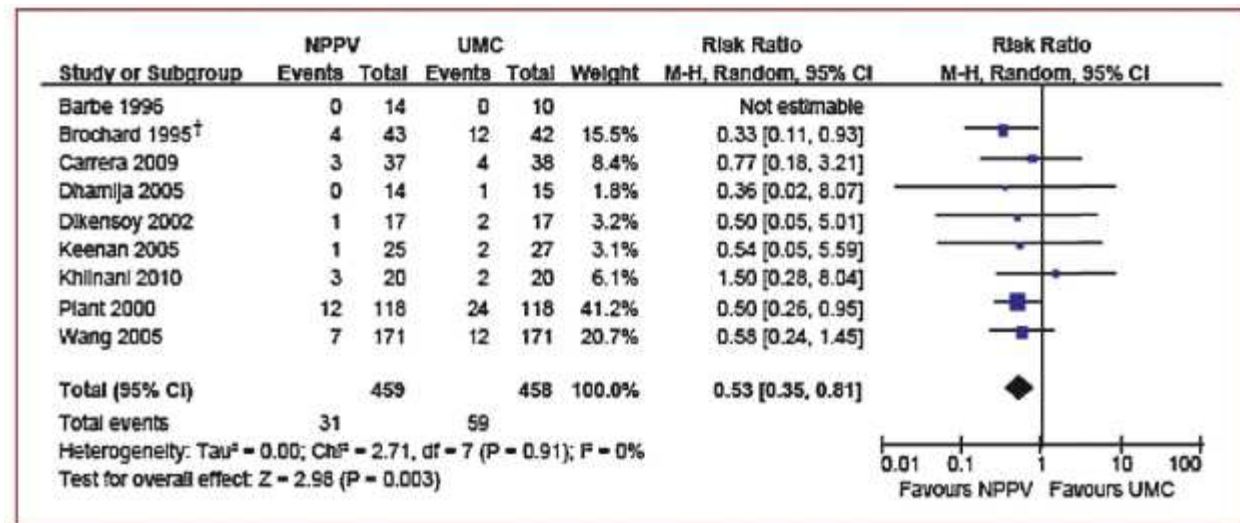 NPPV UMC Risk Ratio Risk Ratio
Study or Subgroup Events Total Events Total Weight M-H, Random, 95% CI M-H, Random, 95% CI
Barbe 1996 0 14 0 10 Not estimable
Brochard 1995† 4 43 12 42 15.5% 0.33 [0.11, 0.93]
Carrera 2009 3 37 4 38 8.4% 0.77 [0.18, 3.21]
Dhamija 2005 0 14 1 15 1.8% 0.36 [0.02, 8.07]
Dikensoy 2002 1 17 2 17 3.2% 0.50 [0.05, 5.01]
Keenan 2005 1 25 2 27 3.1% 0.54 [0.05, 5.59]
Khilnani 2010 3 20 2 20 6.1% 1.50 [0.28, 8.04]
Plant 2000 12 118 24 118 41.2% 0.50 [0.26, 0.95]
Wang 2005 7 171 12 171 20.7% 0.58 [0.24, 1.45]
Total (95% CI) 459 458 100.0% 0.53 [0.35, 0.81]
Total events 31 59
Heterogeneity: Tau² = 0.00; Chi² = 2.71, df = 7 (P = 0.91); I² = 0%
Test for overall effect: Z = 2.98 (P = 0.003)
0.01 0.1 1 10 100
Favours NPPV Favours UMC